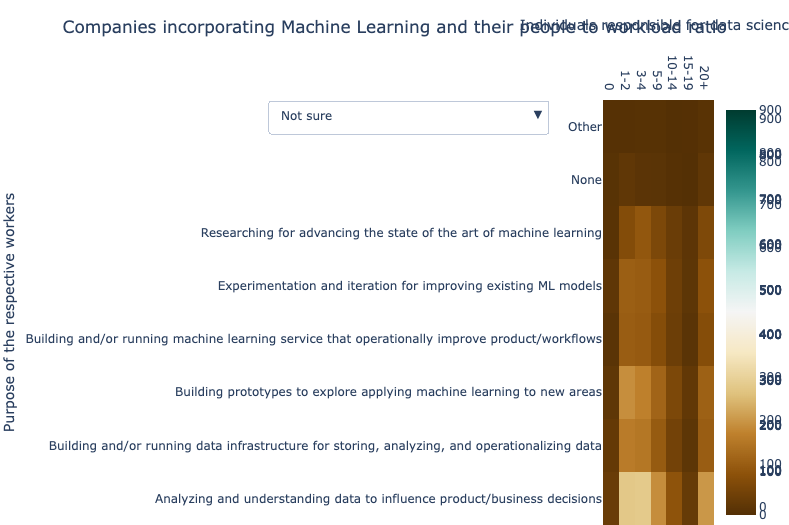 Companies incorporating Machine Learning and their people to workload ratio
Individuals responsible for data scienc
0
1-2
3-4
5-9
10-14
15-19
20+
Not sure ▼
Other
None
Researching for advancing the state of the art of machine learning
Experimentation and iteration for improving existing ML models
Building and/or running machine learning service that operationally improve product/workflows
Building prototypes to explore applying machine learning to new areas
Building and/or running data infrastructure for storing, analyzing, and operationalizing data
Analyzing and understanding data to influence product/business decisions
Purpose of the respective workers
900
900
800
800
700
700
600
600
500
500
400
400
300
300
200
200
100
100
0
0